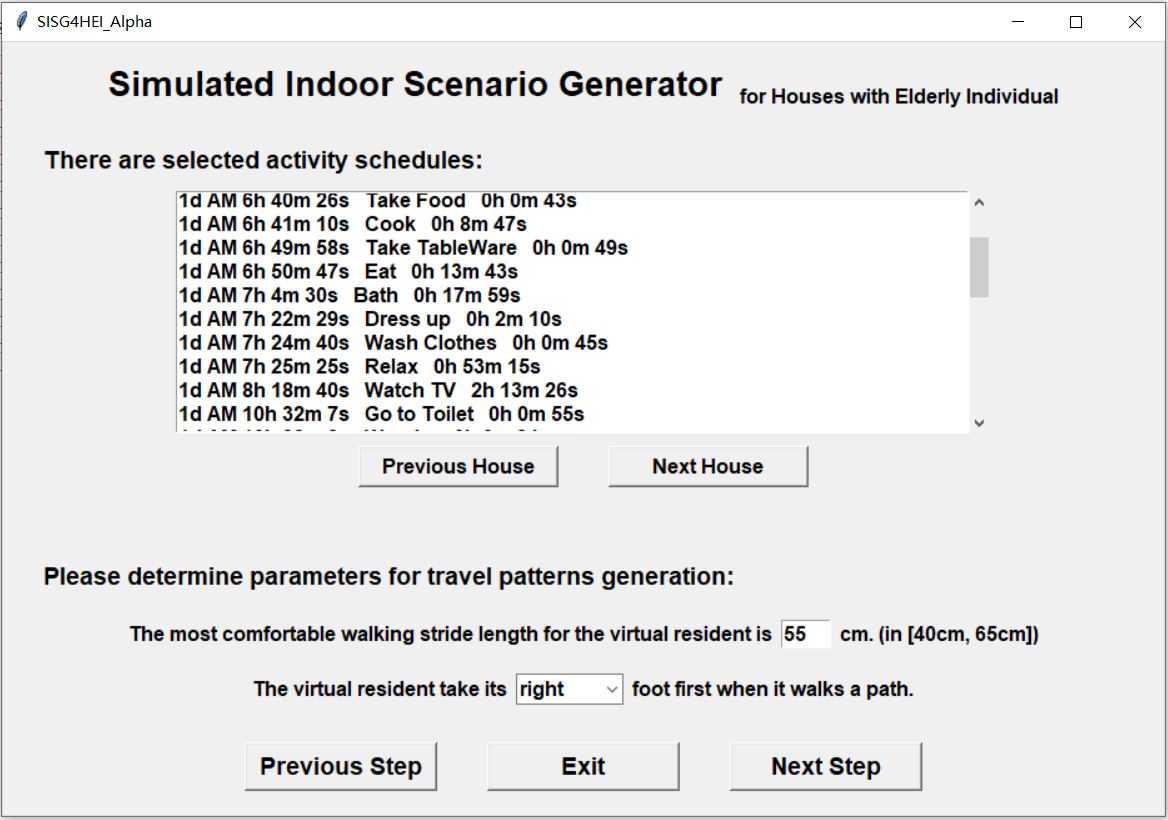 SISG4HEI_Alpha
Simulated Indoor Scenario Generator for Houses with Elderly Individual
There are selected activity schedules:
1d AM 6h 40m 26s Take Food 0h 0m 43s
1d AM 6h 41m 10s Cook 0h 8m 47s
1d AM 6h 49m 58s Take TableWare 0h 0m 49s
1d AM 6h 50m 47s Eat 0h 13m 43s
1d AM 7h 4m 30s Bath 0h 17m 59s
1d AM 7h 22m 29s Dress up 0h 2m 10s
1d AM 7h 24m 40s Wash Clothes 0h 0m 45s
1d AM 7h 25m 25s Relax 0h 53m 15s
1d AM 8h 18m 40s Watch TV 2h 13m 26s
1d AM 10h 32m 7s Go to Toilet 0h 0m 55s
Previous House Next House
Please determine parameters for travel patterns generation:
The most comfortable walking stride length for the virtual resident is 55 cm. (in [40cm, 65cm])
The virtual resident take its right foot first when it walks a path.
Previous Step Exit Next Step